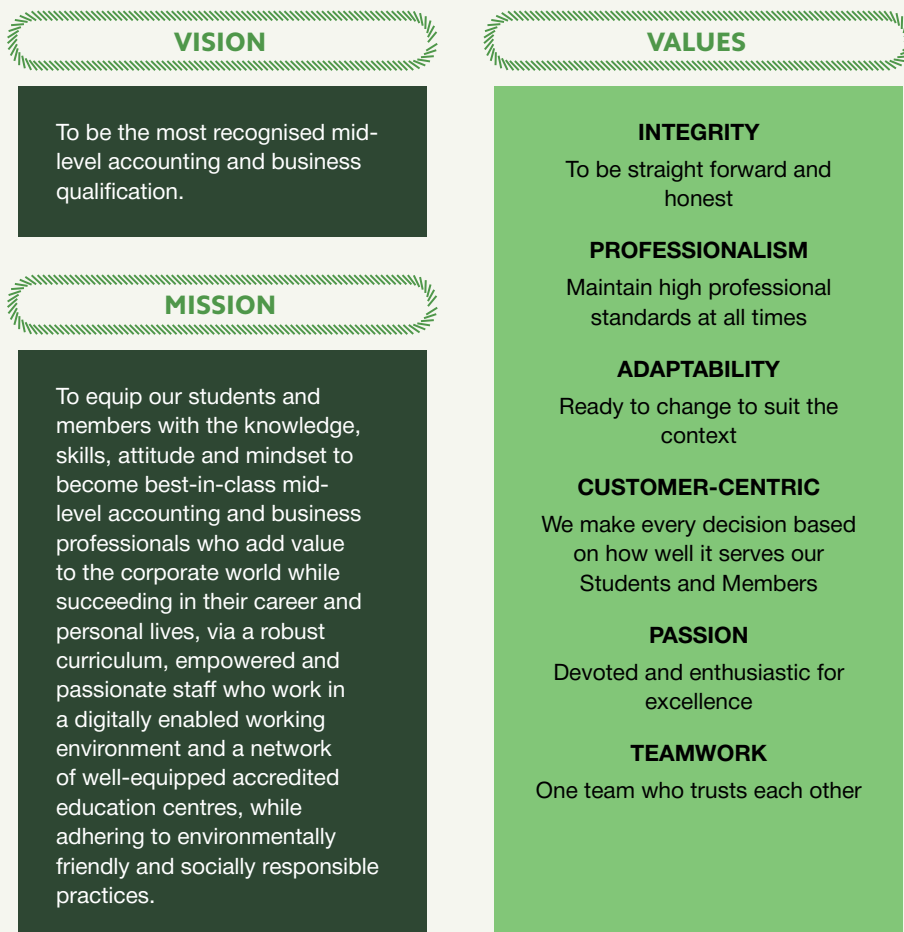 VISION
To be the most recognised mid-
level accounting and business
qualification.
MISSION
To equip our students and
members with the knowledge,
skills, attitude and mindset to
become best-in-class mid-
level accounting and business
professionals who add value
to the corporate world while
succeeding in their career and
personal lives, via a robust
curriculum, empowered and
passionate staff who work in
a digitally enabled working
environment and a network
of well-equipped accredited
education centres, while
adhering to environmentally
friendly and socially responsible
practices.
VALUES
INTEGRITY
To be straight forward and
honest
PROFESSIONALISM
Maintain high professional
standards at all times
ADAPTABILITY
Ready to change to suit the
context
CUSTOMER-CENTRIC
We make every decision based
on how well it serves our
Students and Members
PASSION
Devoted and enthusiastic for
excellence
TEAMWORK
One team who trusts each other